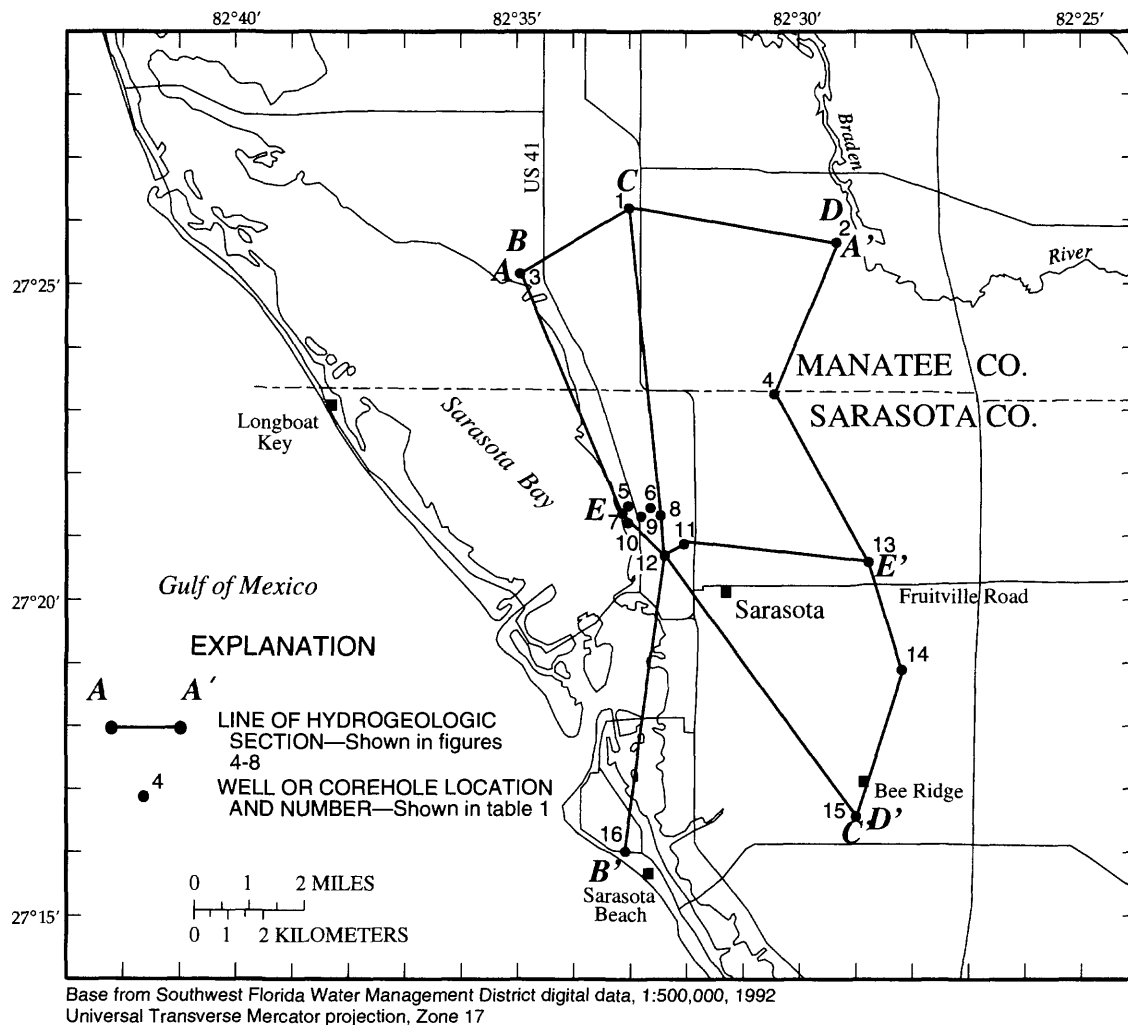 82°40′
82°35′
82°30′
82°25′
27°25′
27°20′
27°15′
US 41
Braden
River
C
1
D
2
A’
B
A
3
MANATEE CO.
4
SARASOTA CO.
Longboat
Key
Sarasota Bay
5
6
E
7
8
9
10
11
12
13
E’
Gulf of Mexico
Fruitville Road
Sarasota
14
Bee Ridge
15
C’, D’
16
B’
Sarasota
Beach
EXPLANATION
A A′
LINE OF HYDROGEOLOGIC
SECTION—Shown in figures
4-8
4
WELL OR COREHOLE LOCATION
AND NUMBER—Shown in table 1
0 1 2 MILES
0 1 2 KILOMETERS
Base from Southwest Florida Water Management District digital data, 1:500,000, 1992
Universal Transverse Mercator projection, Zone 17